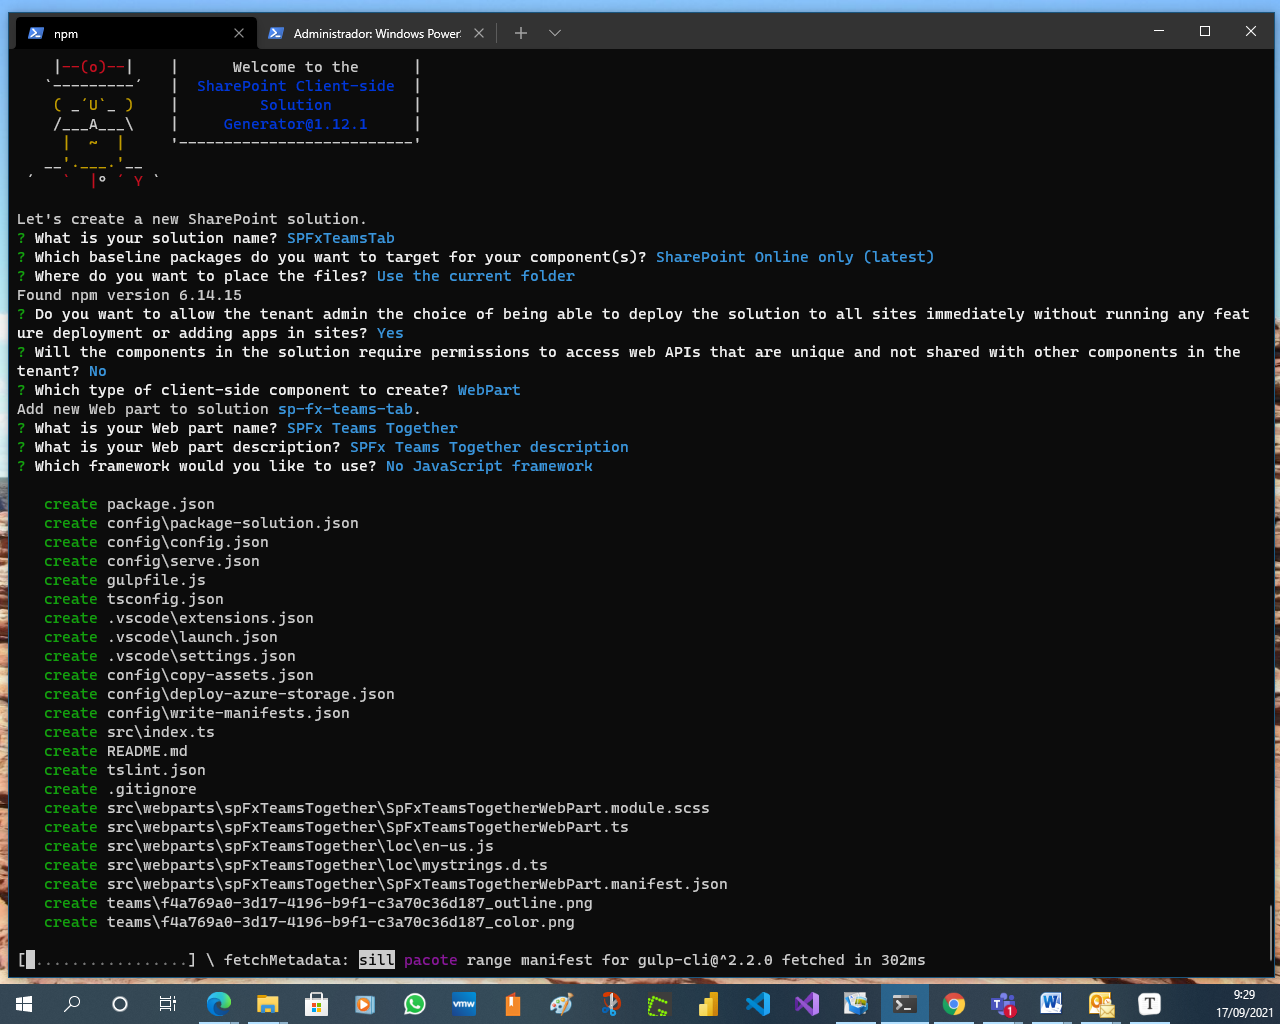 npm
Administrador: Windows Power
|--(o)--|    |      Welcome to the      |
`---------´   |  SharePoint Client-side  |
( _´U`_ )    |         Solution         |
/___A___\    |     Generator@1.12.1     |
|  ~  |     '--------------------------'
__'.___.'__
´   `  |° ´ Y `
Let's create a new SharePoint solution.
? What is your solution name? SPFxTeamsTab
? Which baseline packages do you want to target for your component(s)? SharePoint Online only (latest)
? Where do you want to place the files? Use the current folder
Found npm version 6.14.15
? Do you want to allow the tenant admin the choice of being able to deploy the solution to all sites immediately without running any feat
ure deployment or adding apps in sites? Yes
? Will the components in the solution require permissions to access web APIs that are unique and not shared with other components in the
tenant? No
? Which type of client-side component to create? WebPart
Add new Web part to solution sp-fx-teams-tab.
? What is your Web part name? SPFx Teams Together
? What is your Web part description? SPFx Teams Together description
? Which framework would you like to use? No JavaScript framework
create package.json
create config\package-solution.json
create config\config.json
create config\serve.json
create gulpfile.js
create tsconfig.json
create .vscode\extensions.json
create .vscode\launch.json
create .vscode\settings.json
create config\copy-assets.json
create config\deploy-azure-storage.json
create config\write-manifests.json
create src\index.ts
create README.md
create tslint.json
create .gitignore
create src\webparts\spFxTeamsTogether\SpFxTeamsTogetherWebPart.module.scss
create src\webparts\spFxTeamsTogether\SpFxTeamsTogetherWebPart.ts
create src\webparts\spFxTeamsTogether\loc\en-us.js
create src\webparts\spFxTeamsTogether\loc\mystrings.d.ts
create src\webparts\spFxTeamsTogether\SpFxTeamsTogetherWebPart.manifest.json
create teams\f4a769a0-3d17-4196-b9f1-c3a70c36d187_outline.png
create teams\f4a769a0-3d17-4196-b9f1-c3a70c36d187_color.png
[ .................] \ fetchMetadata: sill pacote range manifest for gulp-cli@^2.2.0 fetched in 302ms
vmw
1
T
9:29
17/09/2021